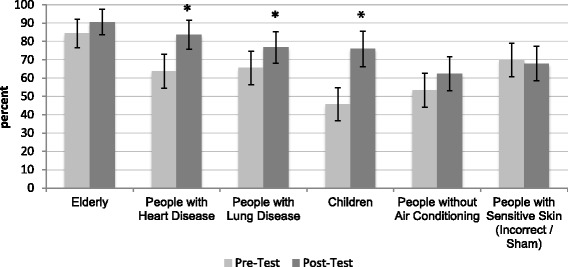 100
90
80
70
60
50
40
30
20
10
0
percent
* * *
Elderly
People with
Heart Disease
People with
Lung Disease
Children
People without
Air Conditioning
People with
Sensitive Skin
(Incorrect /
Sham)
Pre-Test Post-Test